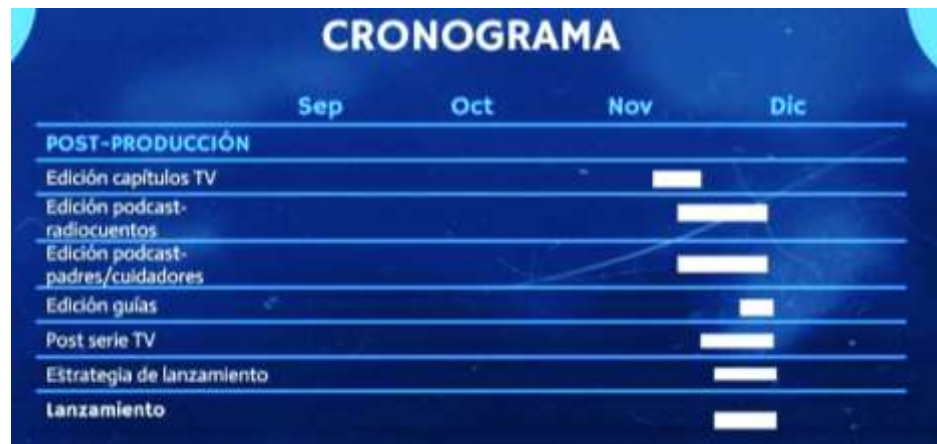 CRONOGRAMA
Sep Oct Nov Dic
POST-PRODUCCIÓN
Edición capítulos TV
Edición podcast-
radiocuentos
Edición podcast-
padres/cuidadores
Edición guías
Post serie TV
Estrategia de lanzamiento
Lanzamiento